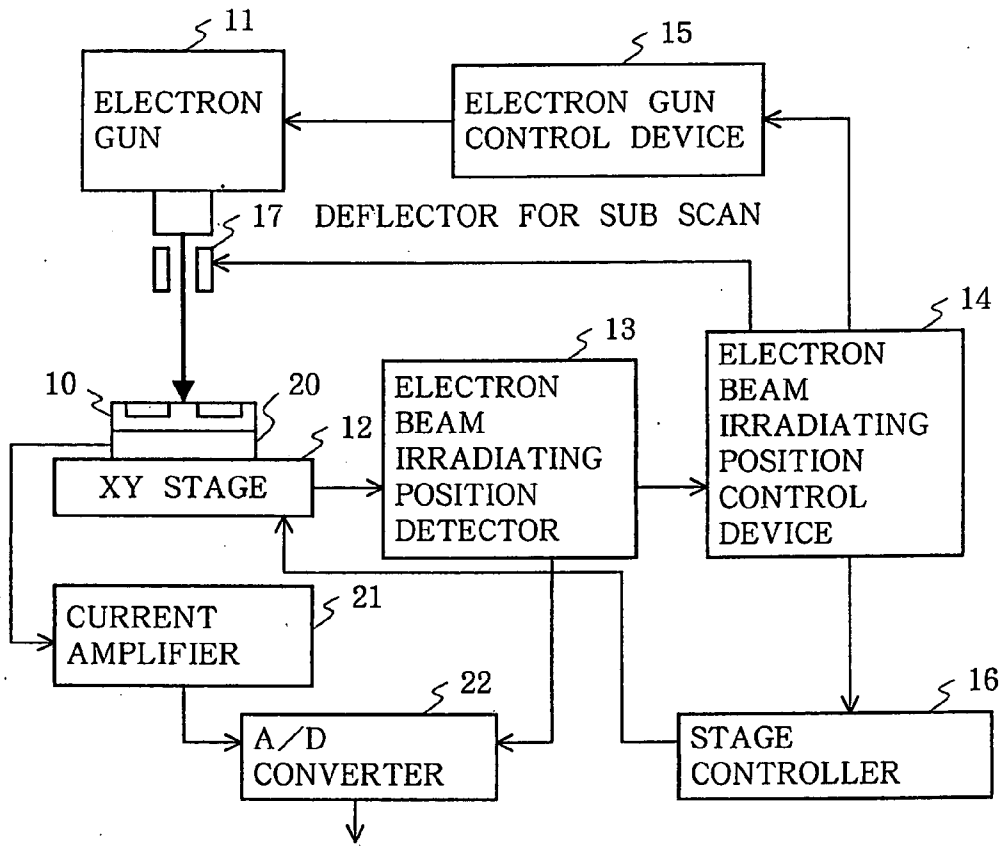 11
15
ELECTRON
GUN
ELECTRON GUN
CONTROL DEVICE
17 DEFLECTOR FOR SUB SCAN
14
13
ELECTRON
BEAM
IRRADIATING
POSITION
CONTROL
DEVICE
10
20
12
ELECTRON
BEAM
IRRADIATING
POSITION
DETECTOR
XY STAGE
21
CURRENT
AMPLIFIER
22
16
A/D
CONVERTER
STAGE
CONTROLLER